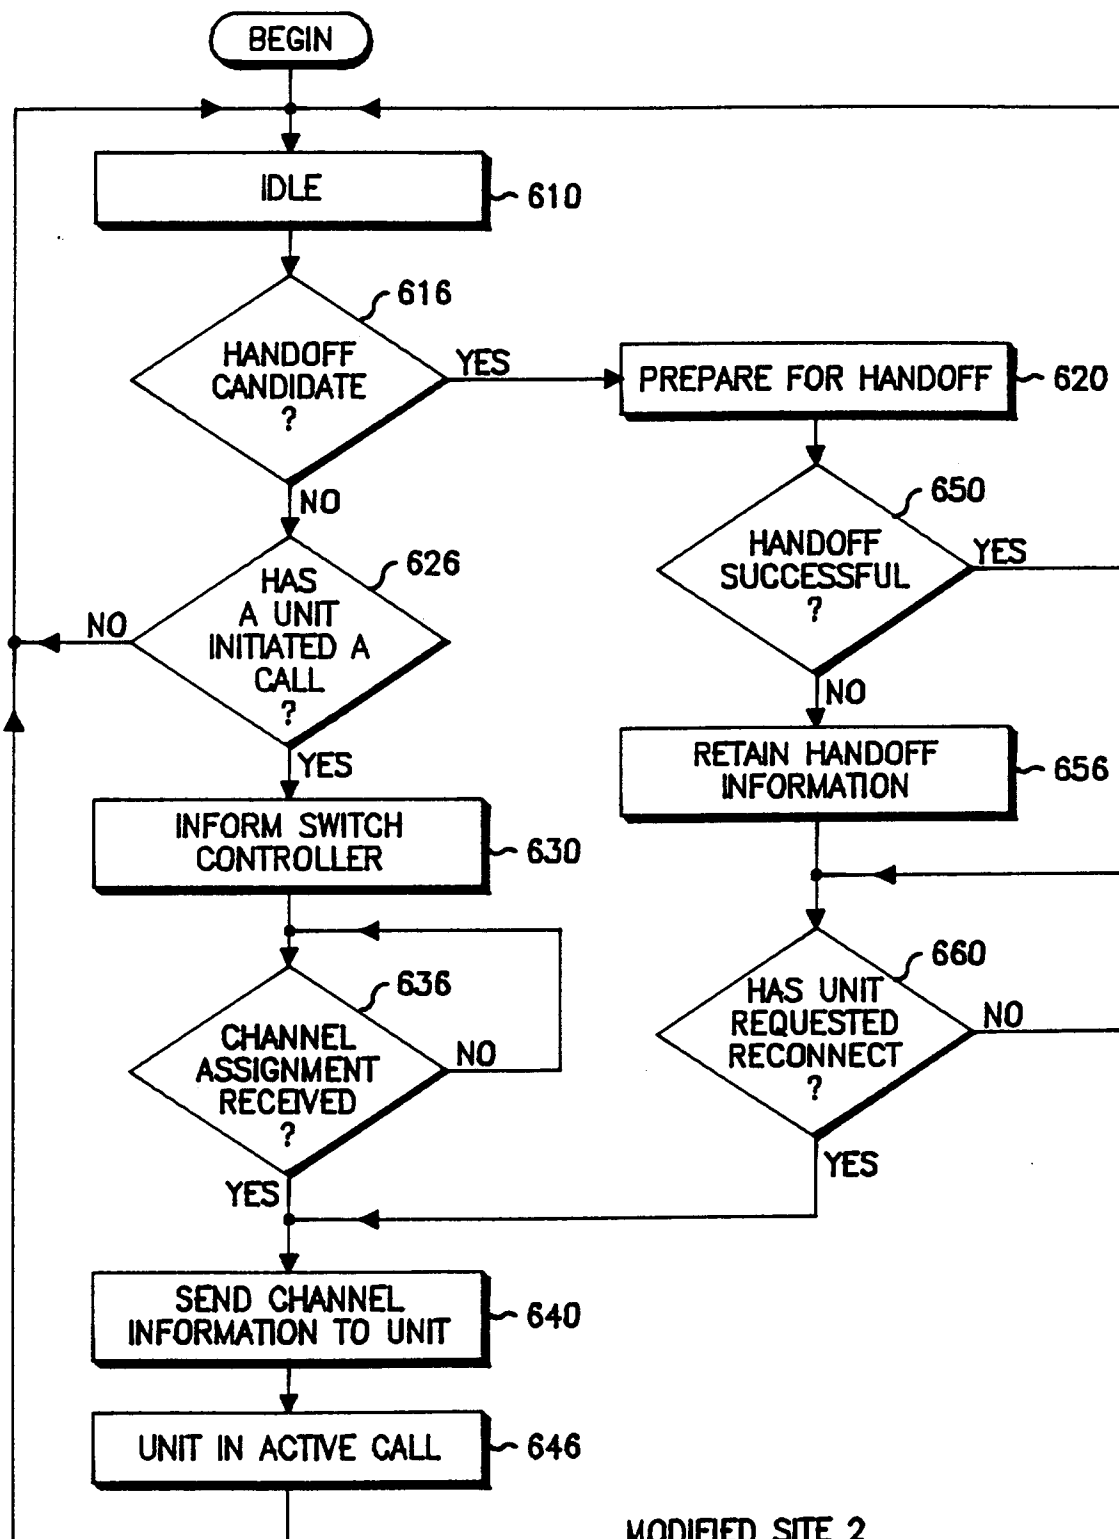 BEGIN
IDLE
610
616
HANDOFF
CANDIDATE
?
YES
PREPARE FOR HANDOFF
620
NO
650
HANDOFF
SUCCESSFUL
?
YES
626
HAS
A UNIT
INITIATED A
CALL
?
NO
NO
YES
RETAIN HANDOFF
INFORMATION
656
INFORM SWITCH
CONTROLLER
630
660
HAS UNIT
REQUESTED
RECONNECT
?
NO
636
CHANNEL
ASSIGNMENT
RECEIVED
?
NO
YES
YES
SEND CHANNEL
INFORMATION TO UNIT
640
UNIT IN ACTIVE CALL
646
MODIFIED SITE 2